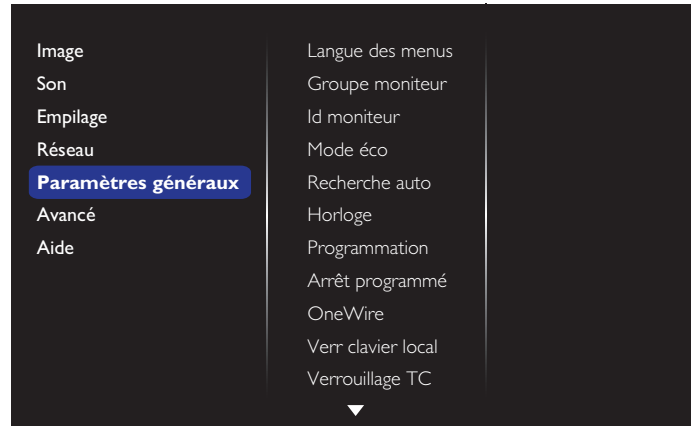 Image
Son
Empilage
Réseau
Paramètres généraux
Avancé
Aide
Langue des menus
Groupe moniteur
Id moniteur
Mode éco
Recherche auto
Horloge
Programmation
Arrêt programmé
OneWire
Verr clavier local
Verrouillage TC